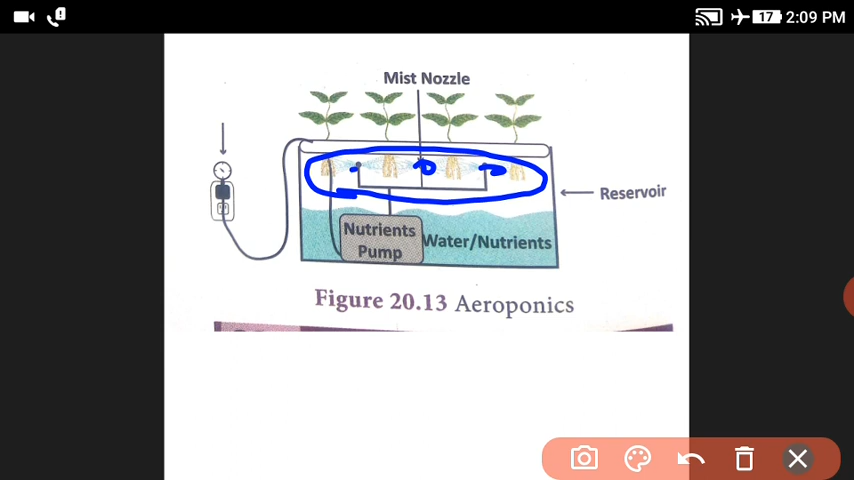 17 2:09 PM
Mist Nozzle
Reservoir
Nutrients
Pump
Water/Nutrients
Figure 20.13 Aeroponics